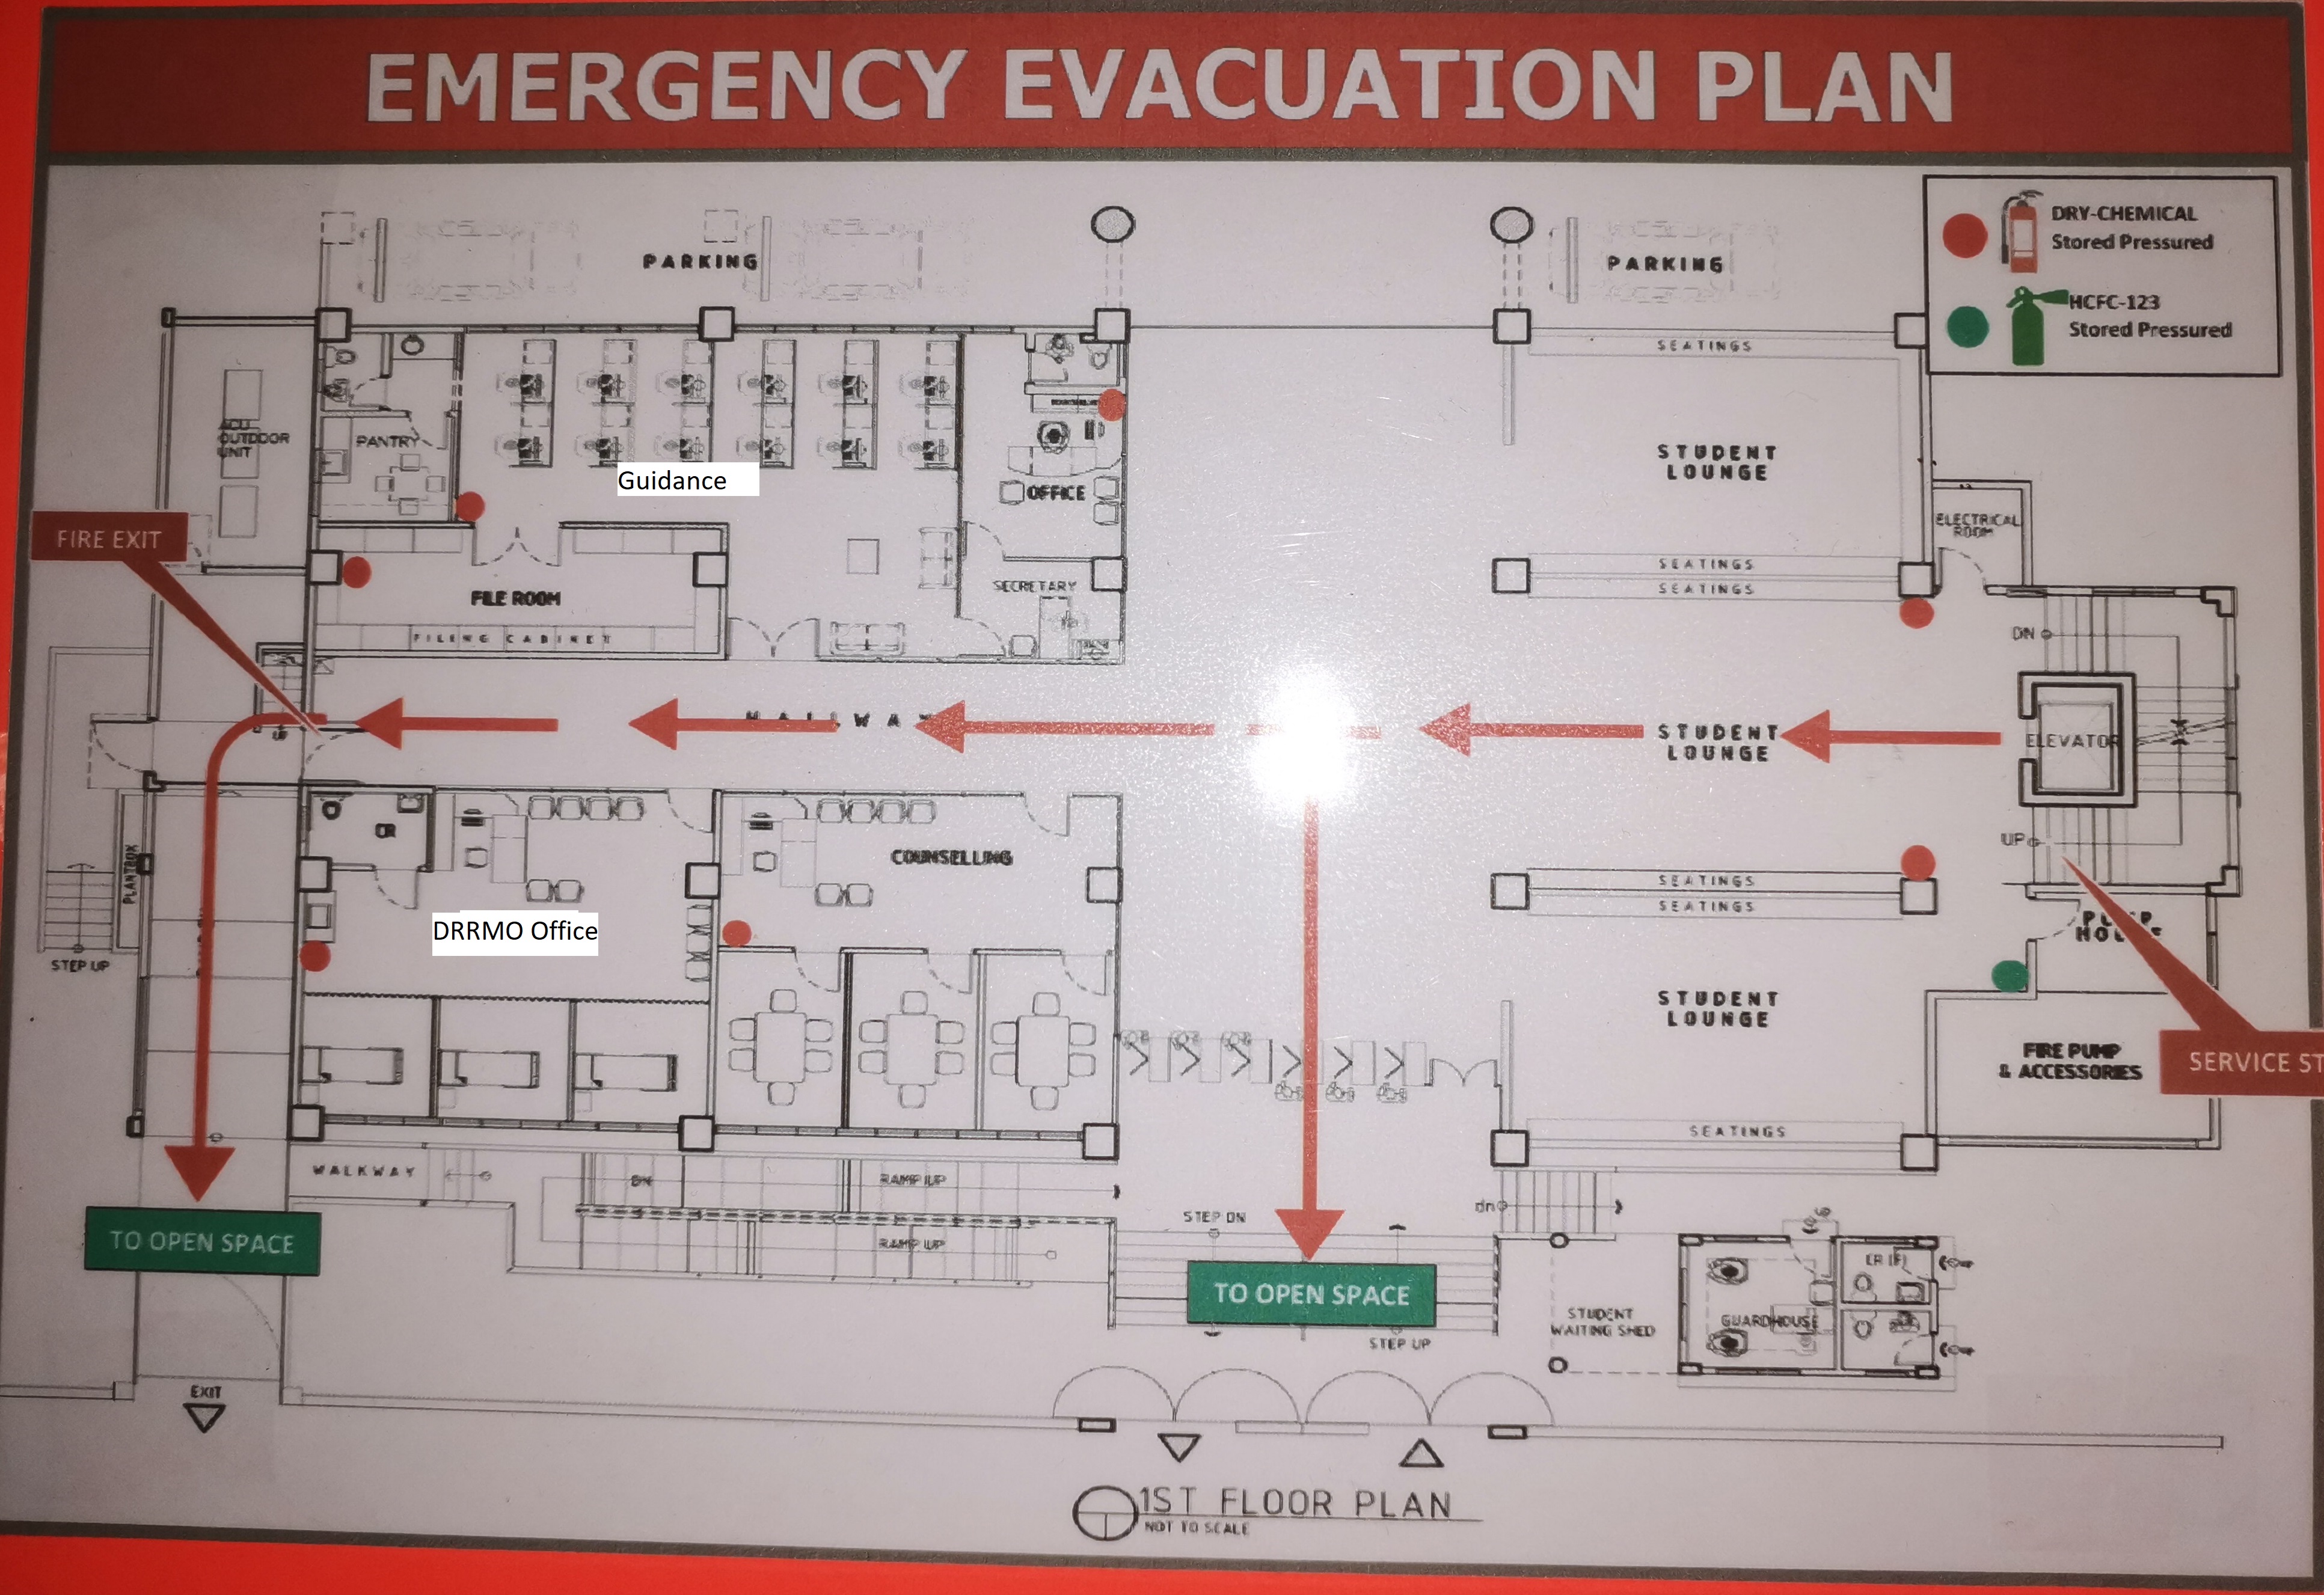 EMERGENCY EVACUATION PLAN
DRY-CHEMICAL
Stored Pressured
HCFC-123
Stored Pressured
PARKING
PARKING
SEATINGS
ACU
OUTDOOR
UNIT
PANTRY
Guidance
OFFICE
STUDENT
LOUNGE
ELECTRICAL
ROOM
FIRE EXIT
SEATINGS
SEATINGS
SECRETARY
FILE ROOM
FILING CABINET
DN
HALLWAY
UP
STUDENT
LOUNGE
ELEVATOR
UP
CR
COUNSELLING
SEATINGS
SEATINGS
PLANTBOX
DRRMO Office
PUMP
HOUSE
STEP UP
STUDENT
LOUNGE
FIRE PUMP
& ACCESSORIES
SERVICE ST
SEATINGS
WALKWAY
DN
RAMP UP
STEP DN
dn
TO OPEN SPACE
RAMP UP
TO OPEN SPACE
STEP UP
STUDENT
WAITING SHED
GUARDHOUSE
EXIT
1ST FLOOR PLAN
NOT TO SCALE